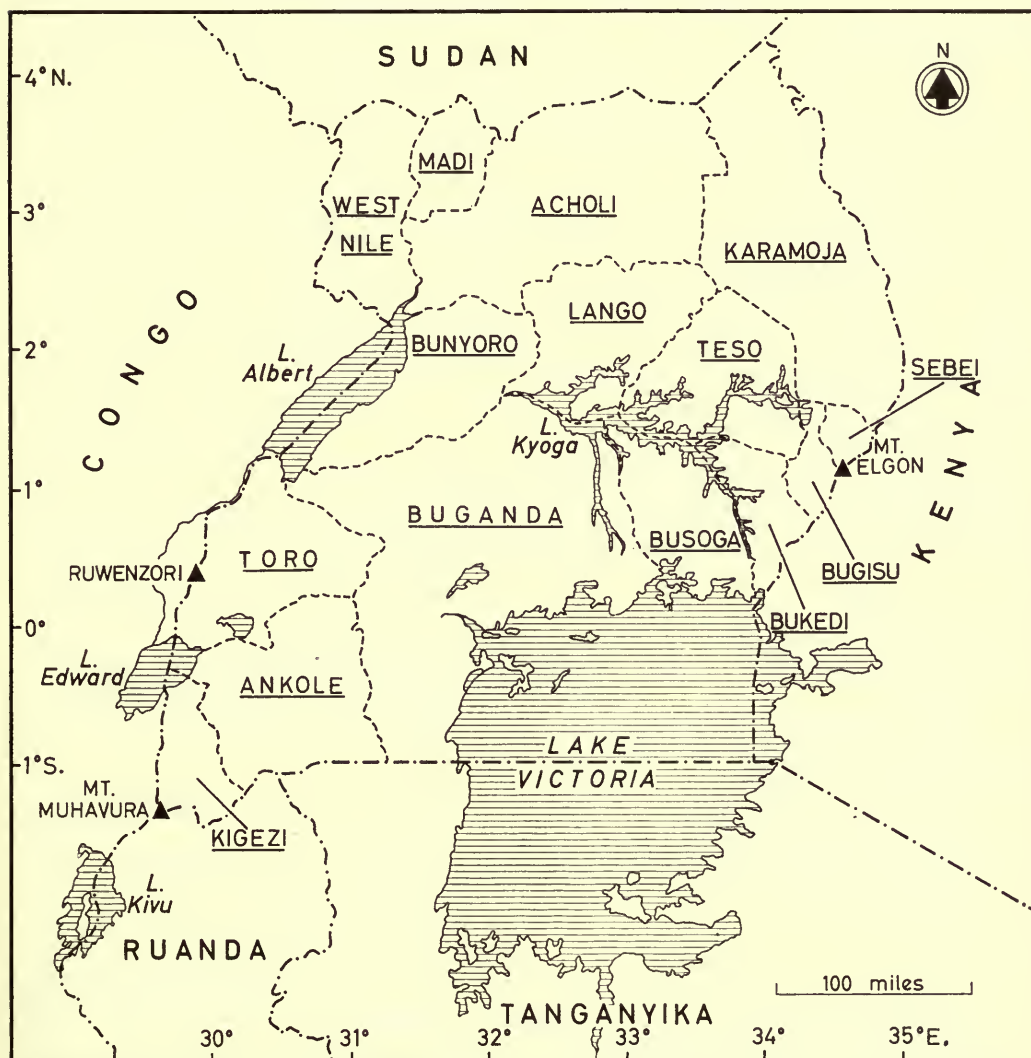 SUDAN
N
4° N.
MADI
WEST
NILE
ACHOLI
3°
KARAMOJA
CONGO
LANGO
2°
L.
Albert
BUNYORO
TESO
SEBEI
L.
Kyoga
MT.
ELGON
KENYA
1°
BUGANDA
BUSOGA
BUGISU
RUWENZORI
TORO
BUKEDI
0°
L.
Edward
ANKOLE
LAKE
VICTORIA
1° S.
MT.
MUHAVURA
KIGEZI
L.
Kivu
RUANDA
100 miles
TANGANYIKA
30° 31° 32° 33° 34° 35° E.